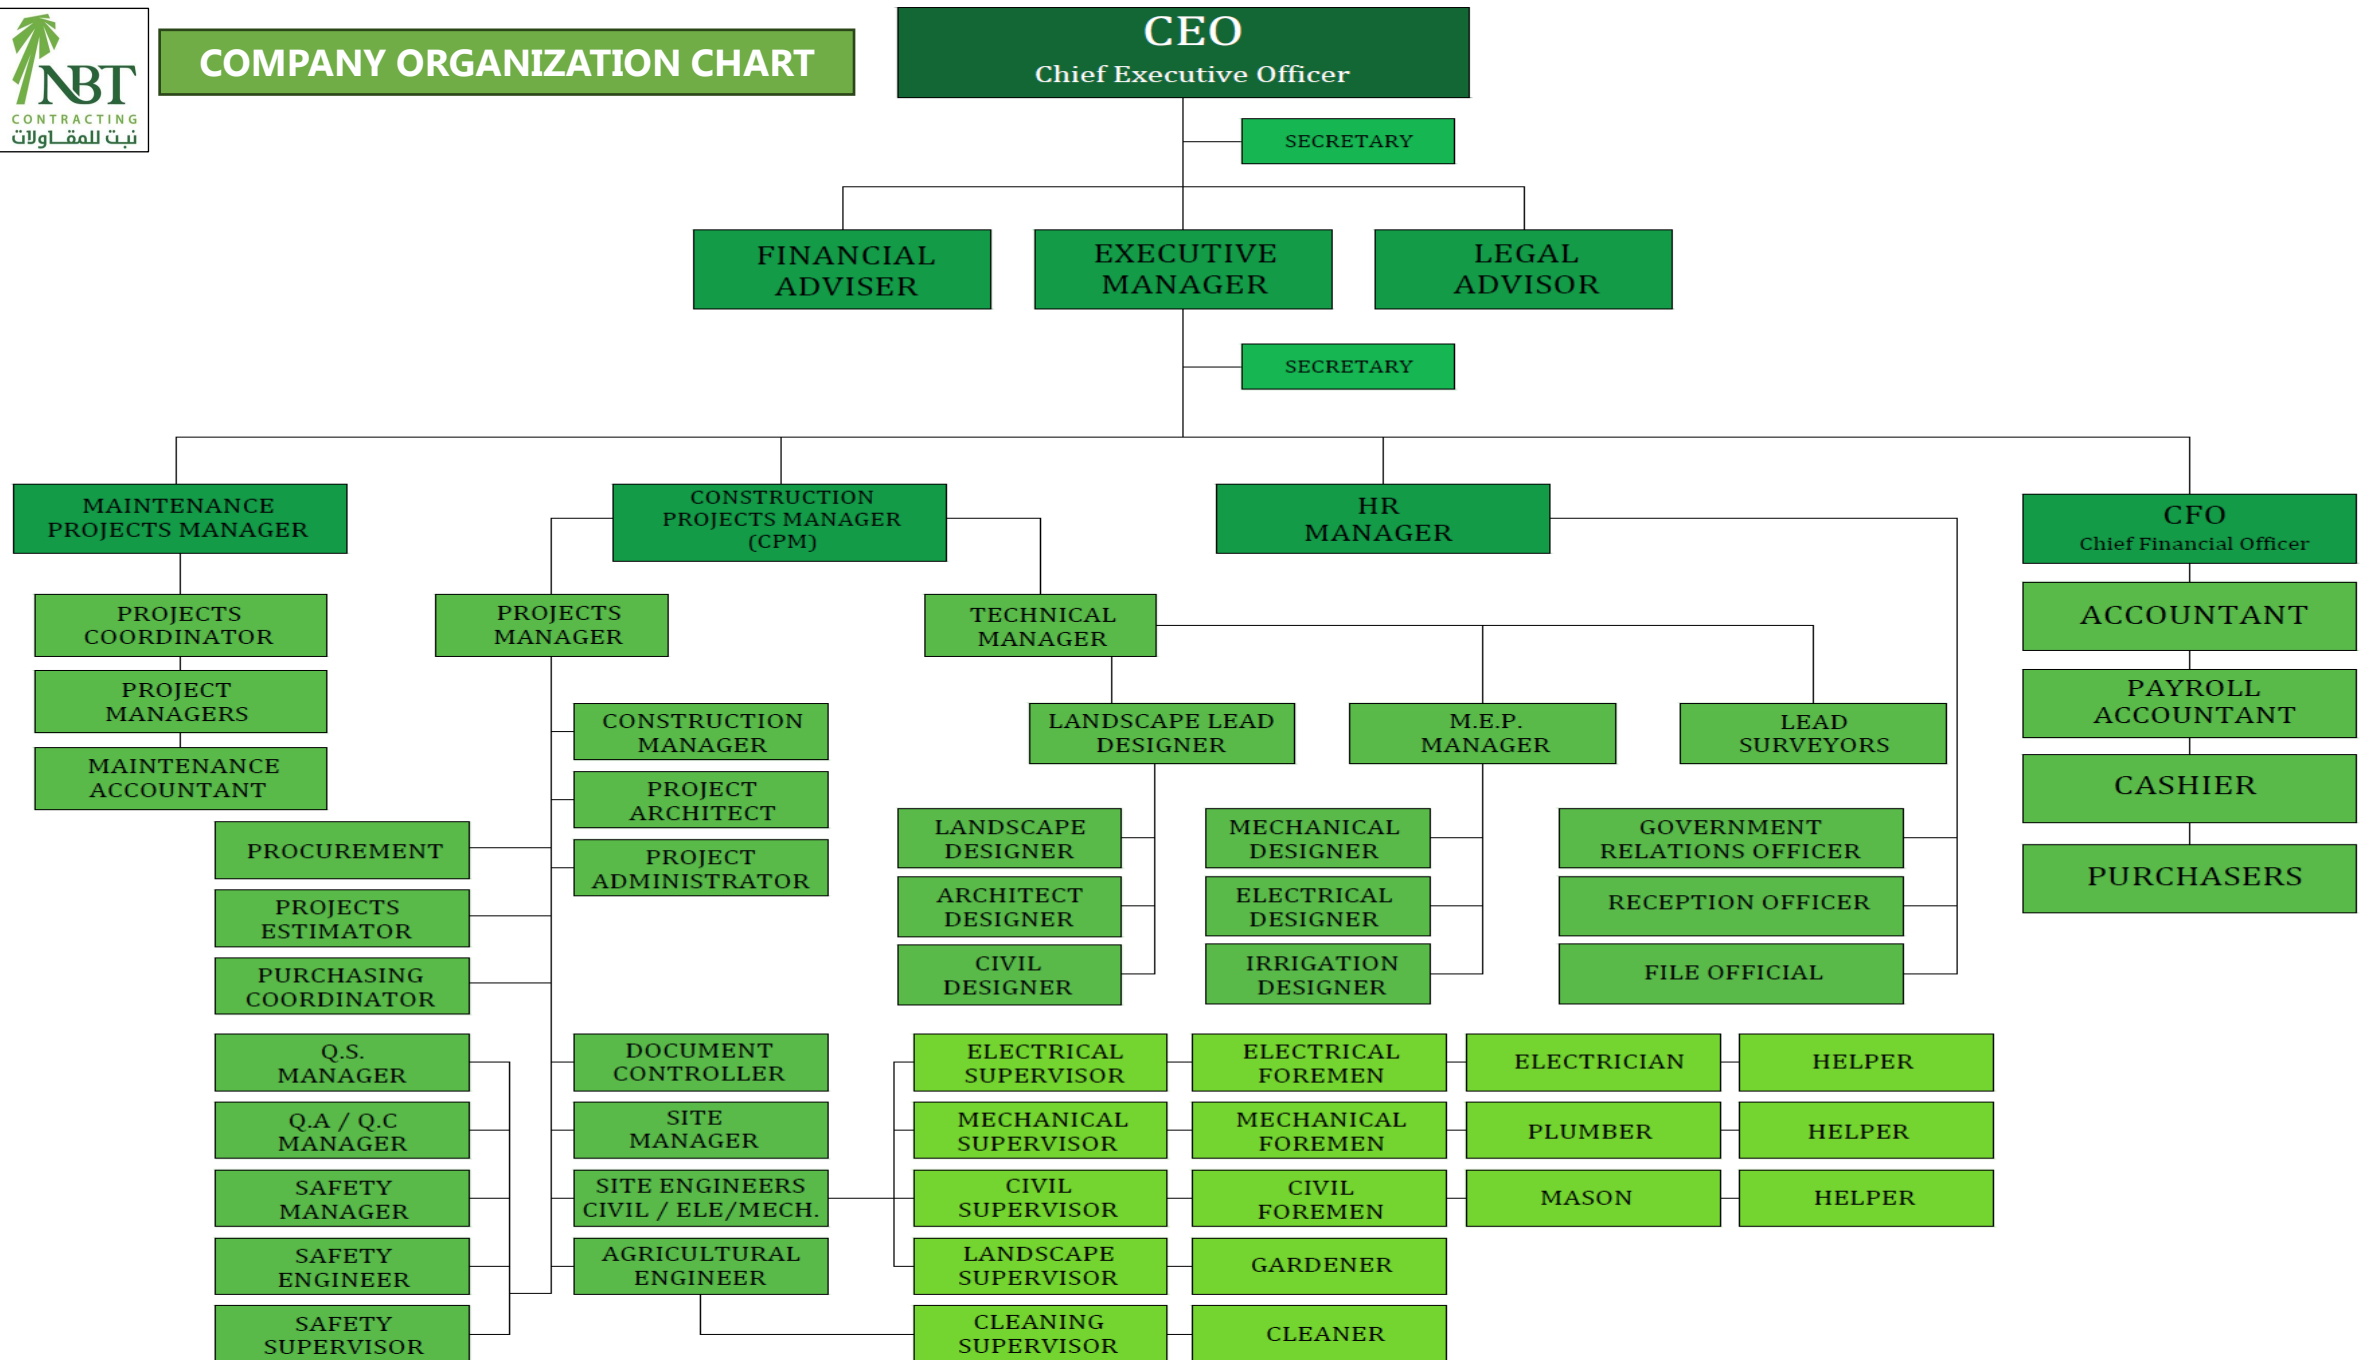 NBT
CONTRACTING
نبت للمقـــاولات
COMPANY ORGANIZATION CHART
CEO
Chief Executive Officer
SECRETARY
FINANCIAL
ADVISER
EXECUTIVE
MANAGER
LEGAL
ADVISOR
SECRETARY
MAINTENANCE
PROJECTS MANAGER
CONSTRUCTION
PROJECTS MANAGER
(CPM)
HR
MANAGER
CFO
Chief Financial Officer
PROJECTS
COORDINATOR
PROJECT
MANAGERS
MAINTENANCE
ACCOUNTANT
PROJECTS
MANAGER
TECHNICAL
MANAGER
ACCOUNTANT
PAYROLL
ACCOUNTANT
CASHIER
PURCHASERS
CONSTRUCTION
MANAGER
PROJECT
ARCHITECT
PROJECT
ADMINISTRATOR
LANDSCAPE LEAD
DESIGNER
M.E.P.
MANAGER
LEAD
SURVEYORS
PROCUREMENT
PROJECTS
ESTIMATOR
PURCHASING
COORDINATOR
LANDSCAPE
DESIGNER
ARCHITECT
DESIGNER
CIVIL
DESIGNER
MECHANICAL
DESIGNER
ELECTRICAL
DESIGNER
IRRIGATION
DESIGNER
GOVERNMENT
RELATIONS OFFICER
RECEPTION OFFICER
FILE OFFICIAL
Q.S.
MANAGER
Q.A / Q.C
MANAGER
SAFETY
MANAGER
SAFETY
ENGINEER
SAFETY
SUPERVISOR
DOCUMENT
CONTROLLER
SITE
MANAGER
SITE ENGINEERS
CIVIL / ELE/MECH.
AGRICULTURAL
ENGINEER
ELECTRICAL
SUPERVISOR
ELECTRICAL
FOREMEN
ELECTRICIAN
HELPER
MECHANICAL
SUPERVISOR
MECHANICAL
FOREMEN
PLUMBER
HELPER
CIVIL
SUPERVISOR
CIVIL
FOREMEN
MASON
HELPER
LANDSCAPE
SUPERVISOR
GARDENER
CLEANING
SUPERVISOR
CLEANER